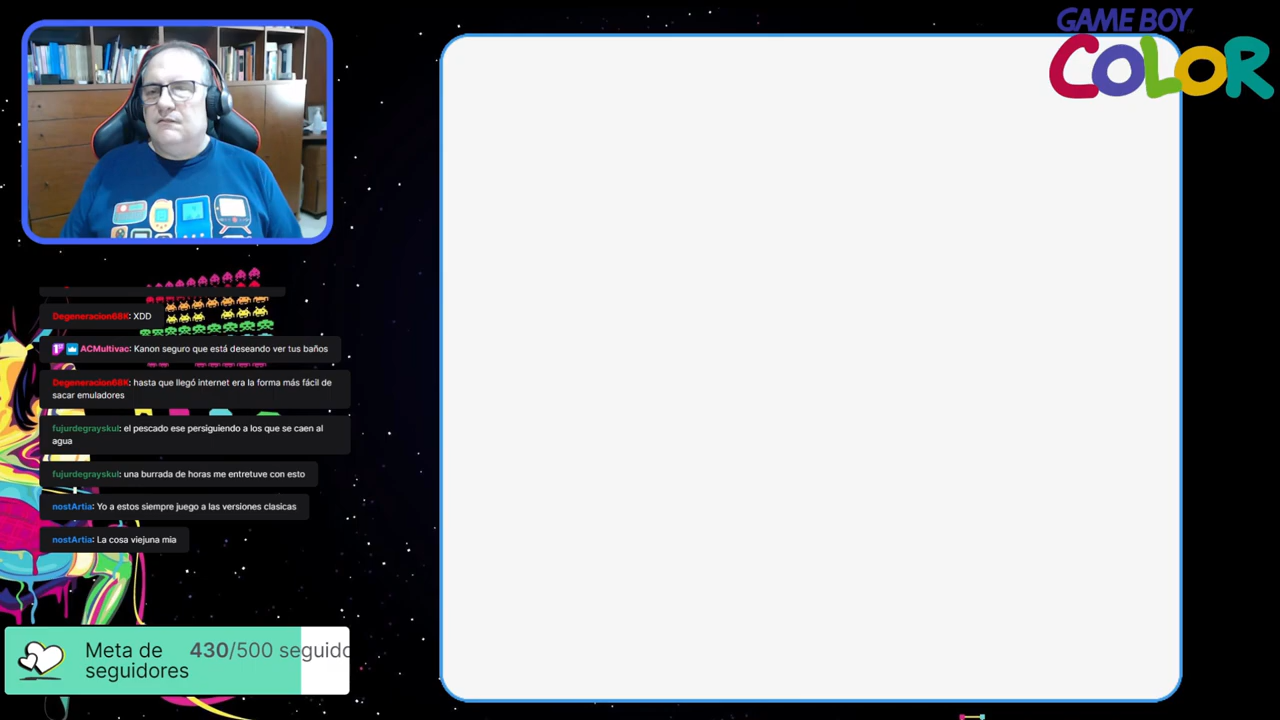 GAME BOY
COLOR
Degeneracion68K: XDD
ACMultivac: Kanon seguro que está deseando ver tus baños
Degeneracion68K: hasta que llegó internet era la forma más fácil de
sacar emuladores
fujurdegrayskul: el pescado ese persiguiendo a los que se caen al
agua
fujurdegrayskul: una burrada de horas me entretuve con esto
nostArtia: Yo a estos siempre juego a las versiones clasicas
nostArtia: La cosa viejuna mia
Meta de
seguidores
430/500 seguido